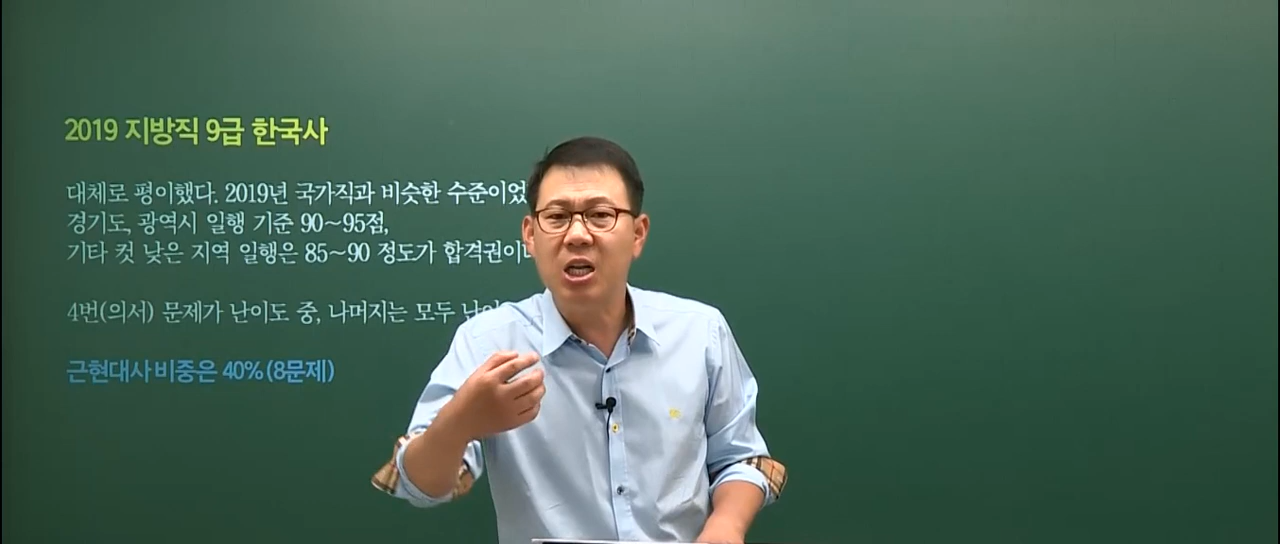 2019 지방직 9급 한국사
대체로 평이했다. 2019년 국가직과 비슷한 수준이었
경기도, 광역시 일행 기준 90~95점,
기타 컷 낮은 지역 일행은 85~90 정도가 합격권이
4번(의서) 문제가 난이도 중, 나머지는 모두
근현대사 비중은 40% (8문제)